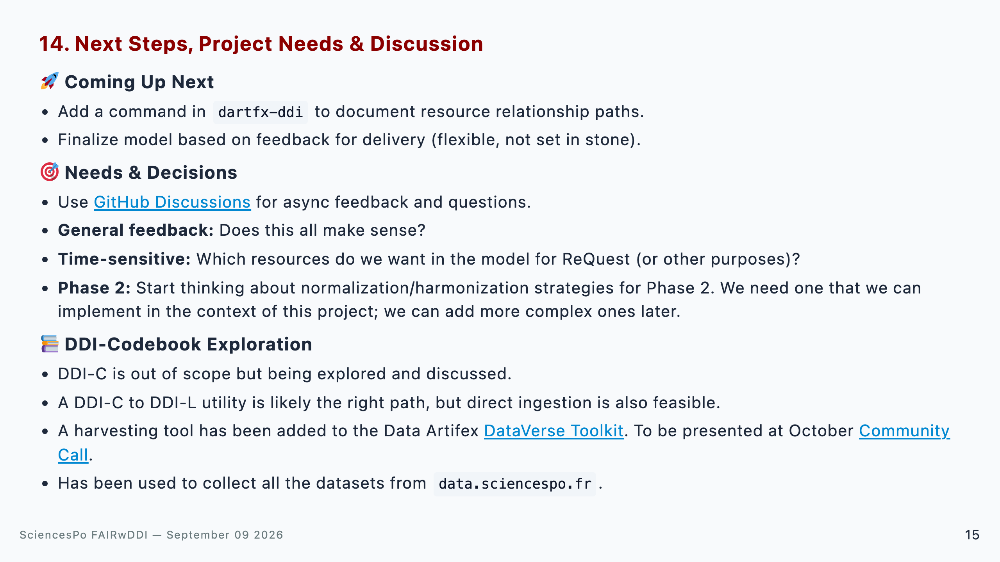 14. Next Steps, Project Needs & Discussion
🚀 Coming Up Next
• Add a command in dartfx-ddi to document resource relationship paths.
• Finalize model based on feedback for delivery (flexible, not set in stone).
🎯 Needs & Decisions
• Use GitHub Discussions for async feedback and questions.
• General feedback: Does this all make sense?
• Time-sensitive: Which resources do we want in the model for ReQuest (or other purposes)?
• Phase 2: Start thinking about normalization/harmonization strategies for Phase 2. We need one that we can
implement in the context of this project; we can add more complex ones later.
📚 DDI-Codebook Exploration
• DDI-C is out of scope but being explored and discussed.
• A DDI-C to DDI-L utility is likely the right path, but direct ingestion is also feasible.
• A harvesting tool has been added to the Data Artifex DataVerse Toolkit. To be presented at October Community
Call.
• Has been used to collect all the datasets from data.sciencespo.fr.
SciencesPo FAIRwDDI — September 09 2026
15